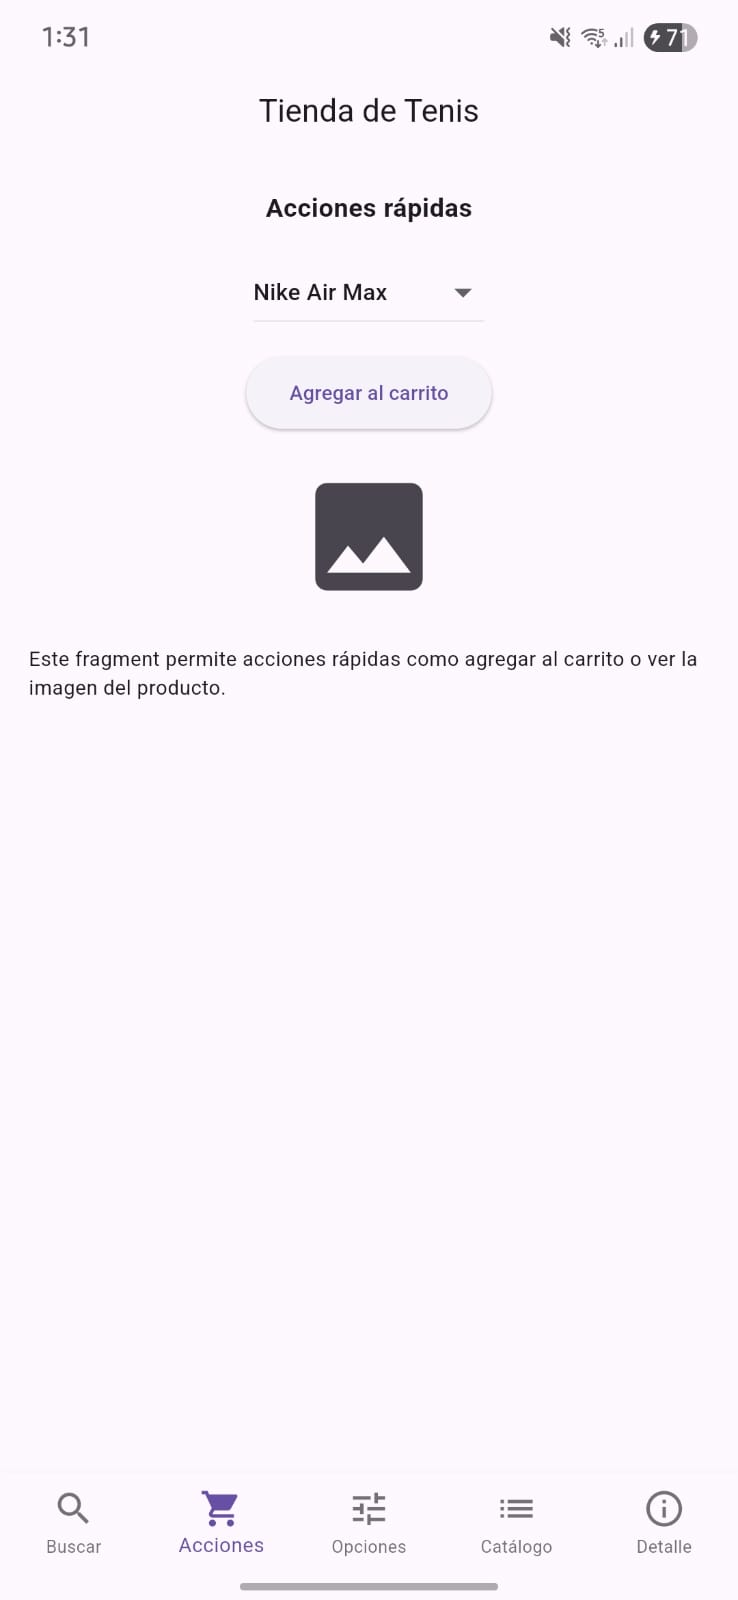 1:31
5
71
Tienda de Tenis
Acciones rápidas
Nike Air Max
Agregar al carrito
Este fragment permite acciones rápidas como agregar al carrito o ver la
imagen del producto.
Buscar
Acciones
Opciones
Catálogo
Detalle